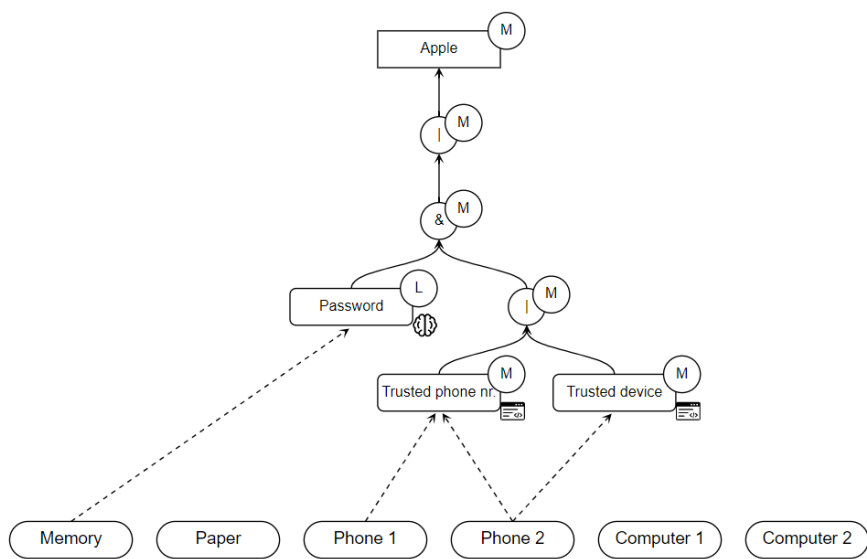 M
Apple
|
M
&
M
L
Password
|
M
M
M
Trusted phone nr.
Trusted device
Memory
Paper
Phone 1
Phone 2
Computer 1
Computer 2